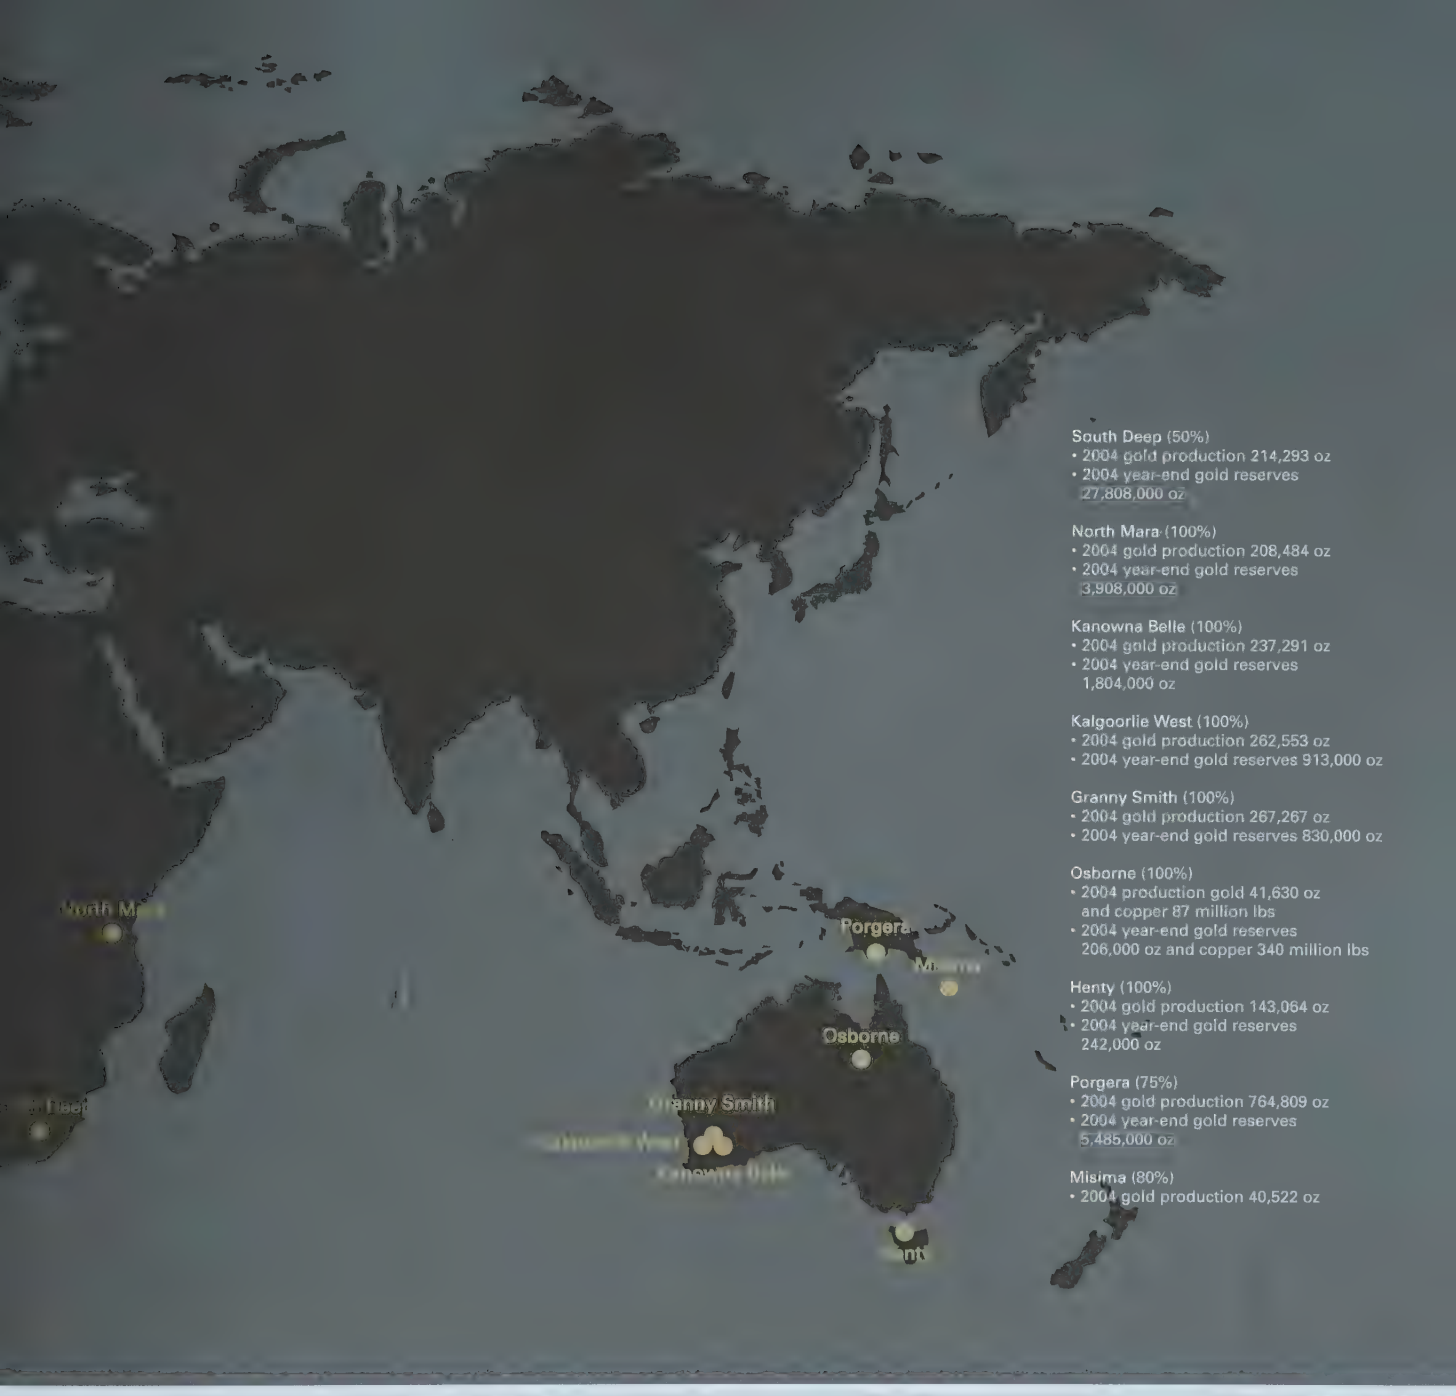 South Deep (50%)
• 2004 gold production 214,293 oz
• 2004 year-end gold reserves
27,808,000 oz
North Mara (100%)
• 2004 gold production 208,484 oz
• 2004 year-end gold reserves
3,908,000 oz
Kanowna Belle (100%)
• 2004 gold production 237,291 oz
• 2004 year-end gold reserves
1,804,000 oz
Kalgoorlie West (100%)
• 2004 gold production 262,553 oz
• 2004 year-end gold reserves 913,000 oz
Granny Smith (100%)
• 2004 gold production 267,267 oz
• 2004 year-end gold reserves 830,000 oz
Osborne (100%)
• 2004 production gold 41,630 oz
and copper 87 million lbs
• 2004 year-end gold reserves
206,000 oz and copper 340 million lbs
Henty (100%)
• 2004 gold production 143,064 oz
• 2004 year-end gold reserves
242,000 oz
Porgera (75%)
• 2004 gold production 764,809 oz
• 2004 year-end gold reserves
5,485,000 oz
Misima (80%)
• 2004 gold production 40,522 oz
North Mara
Porgera
Misima
Osborne
Granny Smith
Kanowna Belle